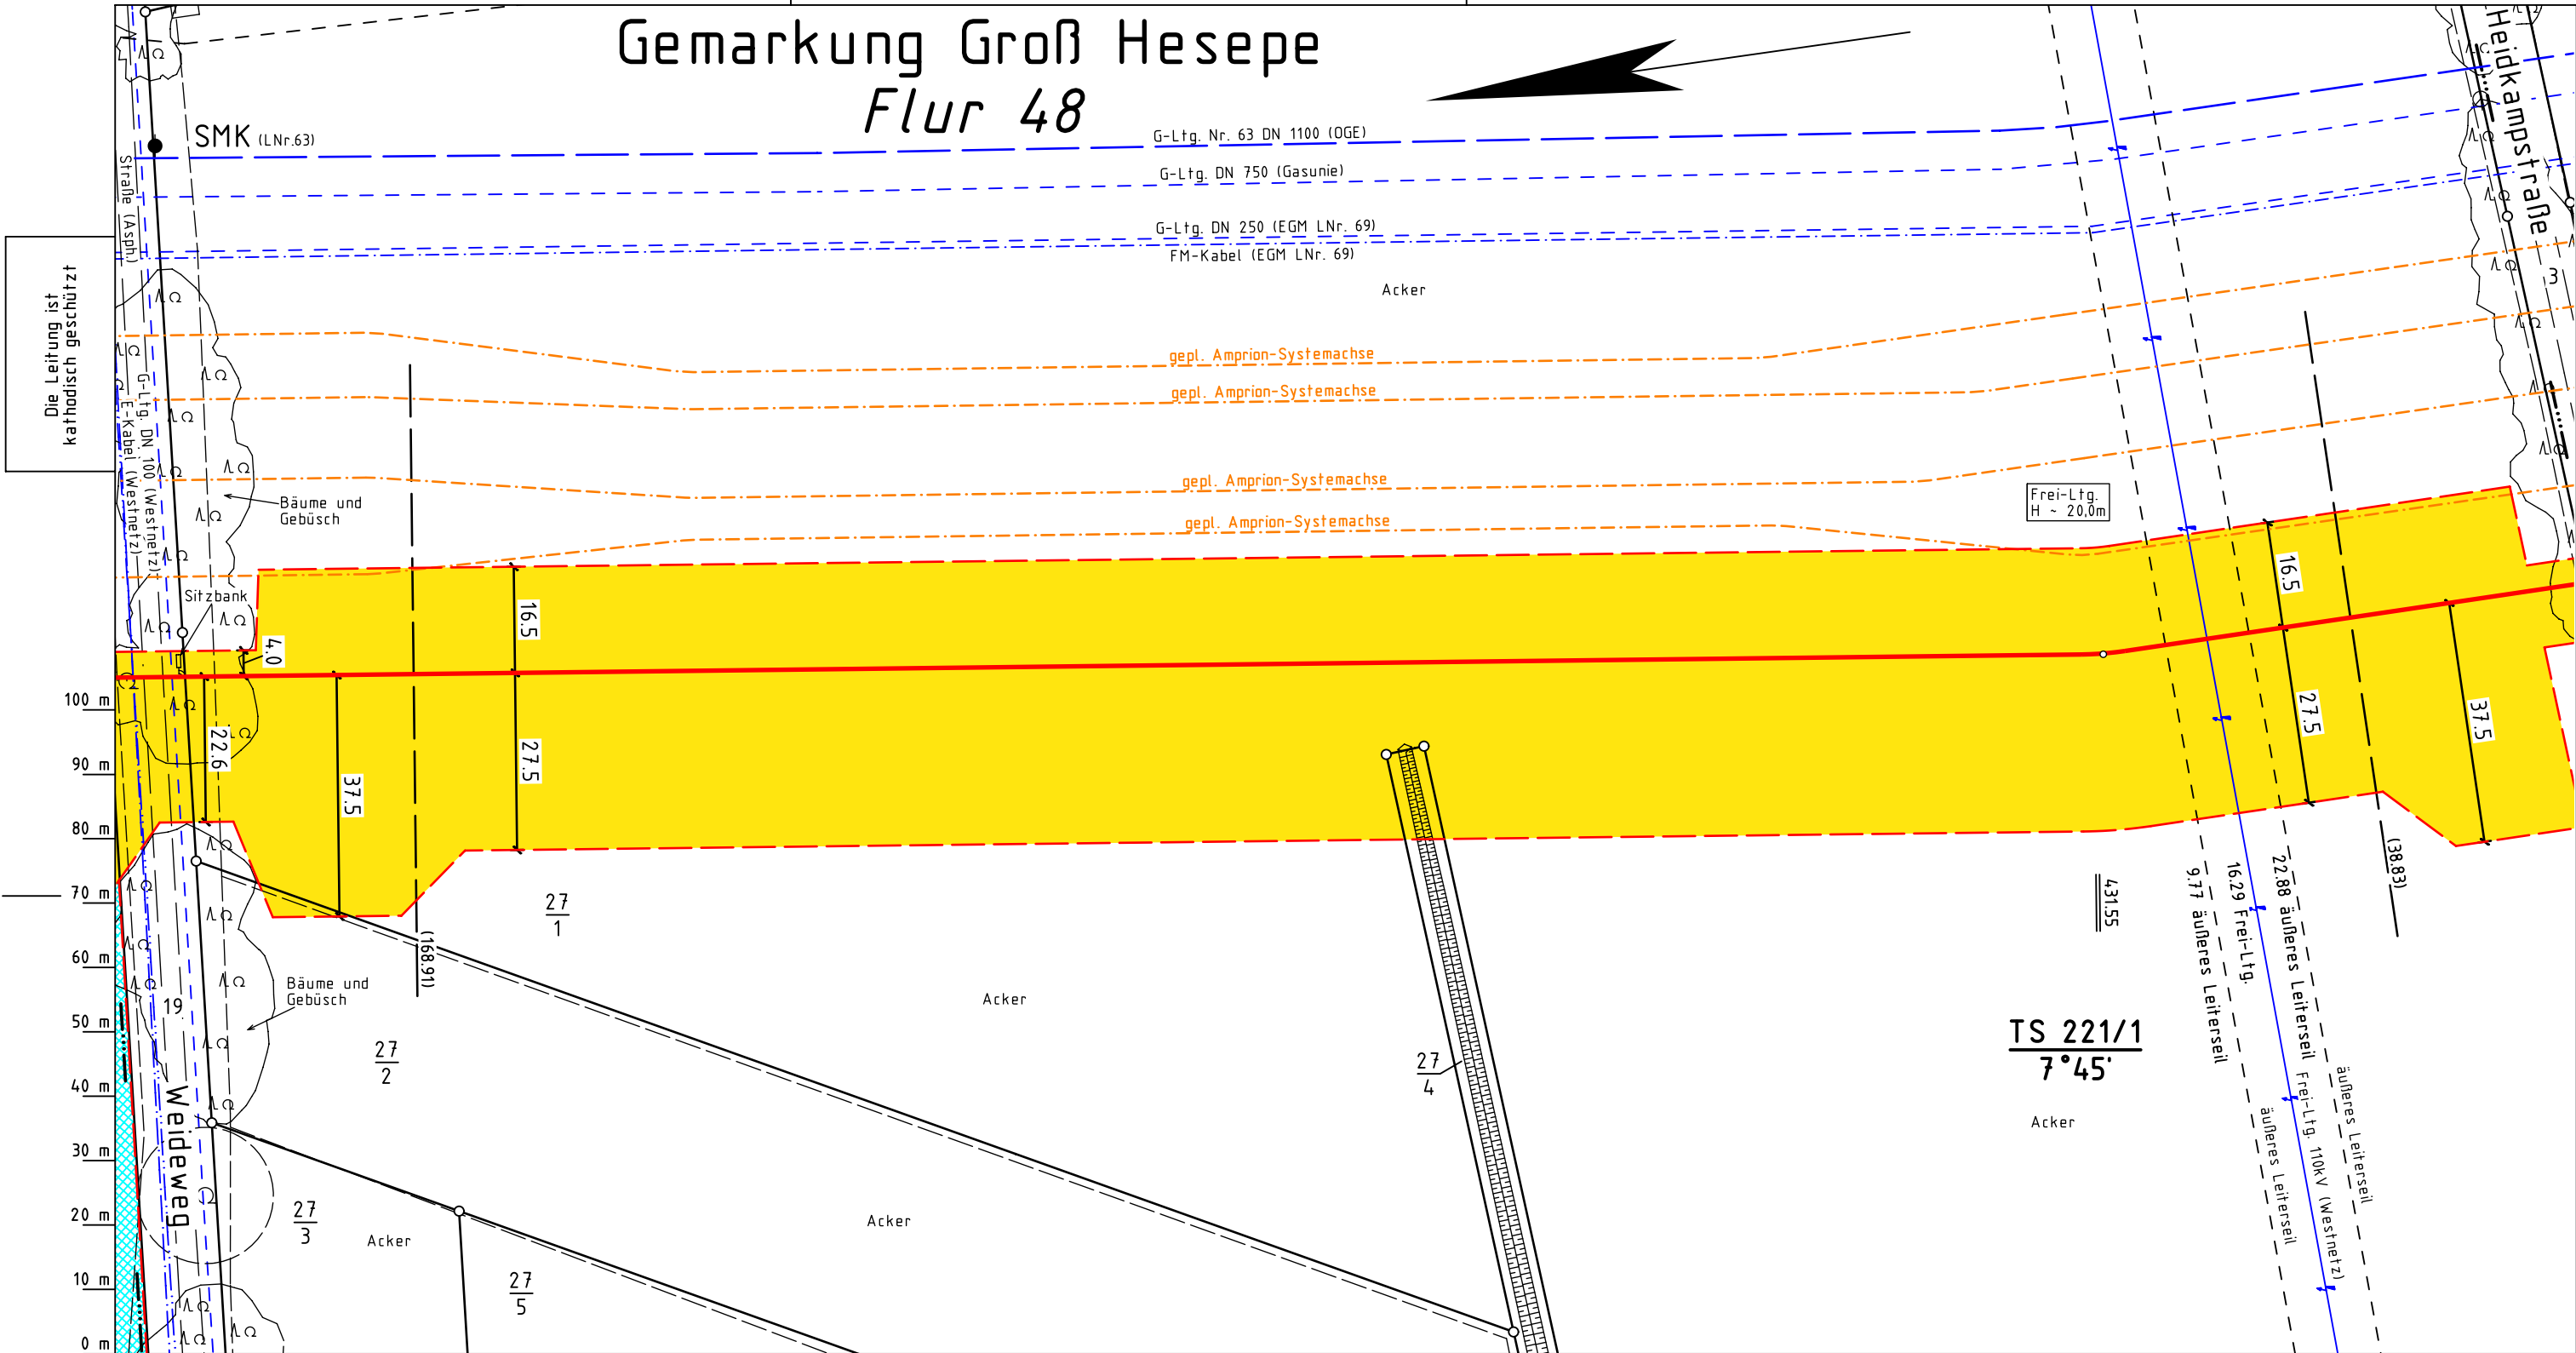 Gemarkung Groß Hesepe
Flur 48
SMK (LNr.63)
G-Ltg. Nr. 63 DN 1100 (OGE)
G-Ltg. DN 750 (Gasunie)
G-Ltg. DN 250 (EGM LNr. 69)
FM-Kabel (EGM LNr. 69)
Acker
Heidkampstraße
3
Straße (Asph.)
Die Leitung ist
kathodisch geschützt
G-Ltg. DN 100 (Westnetz)
E-Kabel (Westnetz)
gepl. Amprion-Systemachse
gepl. Amprion-Systemachse
gepl. Amprion-Systemachse
gepl. Amprion-Systemachse
Bäume und
Gebüsch
Sitzbank
Frei-Ltg.
H ~ 20,0m
16.5
4.0
22.6
37.5
27.5
16.5
27.5
37.5
(168.91)
(38.83)
431.55
9.77 äußeres Leiterseil
16.29 Frei-Ltg.
22.88 äußeres Leiterseil
100 m
90 m
80 m
70 m
60 m
50 m
40 m
30 m
20 m
10 m
0 m
27
1
27
2
27
3
27
4
27
5
19
Bäume und
Gebüsch
Weideweg
Acker
Acker
Acker
TS 221/1
7°45'
Acker
äußeres Leiterseil
Frei-Ltg. 110kV (Westnetz)
äußeres Leiterseil